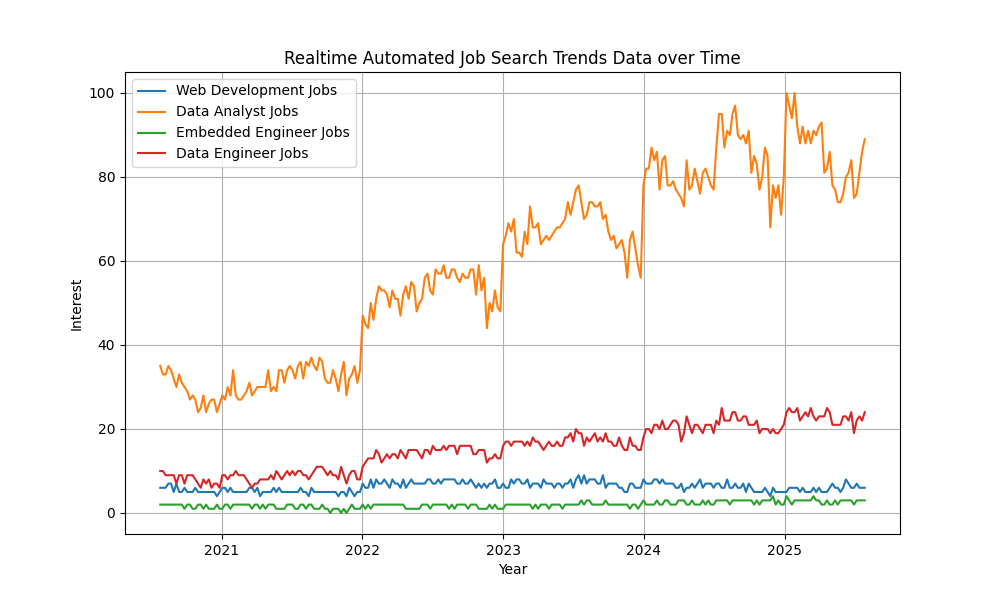 Realtime Automated Job Search Trends Data over Time
Web Development Jobs
Data Analyst Jobs
Embedded Engineer Jobs
Data Engineer Jobs
100
80
60
40
20
0
Interest
2021 2022 2023 2024 2025
Year